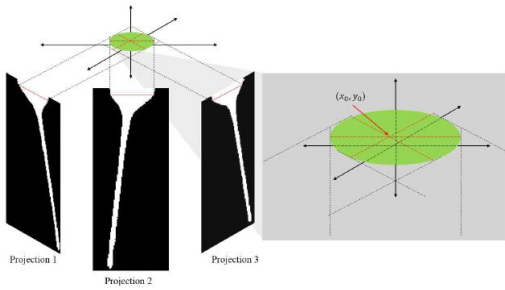 (x₀, y₀)
Projection 1
Projection 2
Projection 3